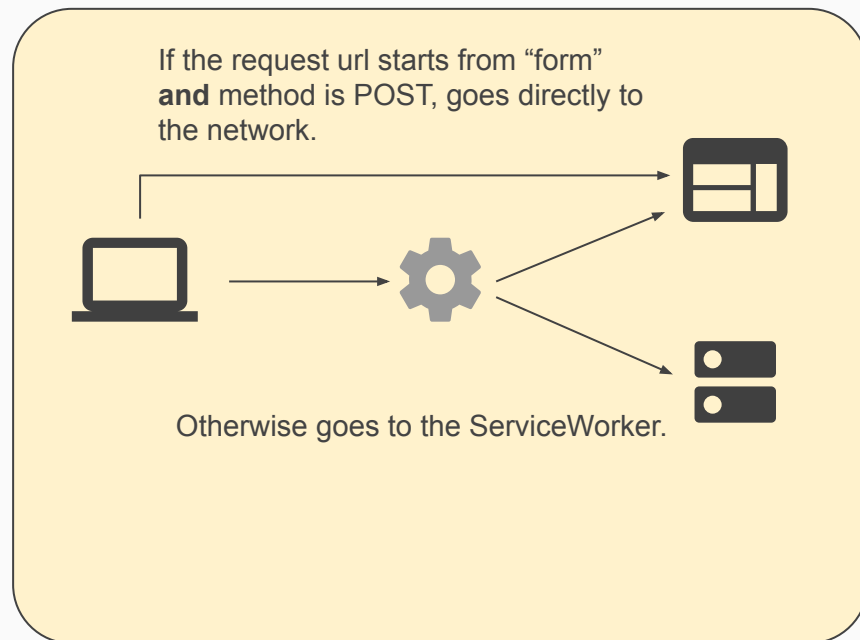 If the request url starts from “form”
and method is POST, goes directly to
the network.
Otherwise goes to the ServiceWorker.